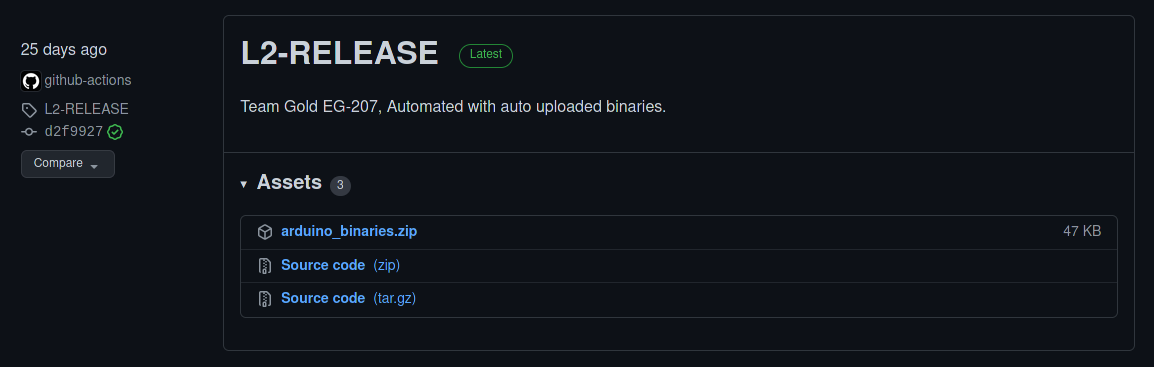 25 days ago
github-actions
L2-RELEASE
d2f9927
Compare
L2-RELEASE Latest
Team Gold EG-207, Automated with auto uploaded binaries.
Assets 3
arduino_binaries.zip 47 KB
Source code (zip)
Source code (tar.gz)